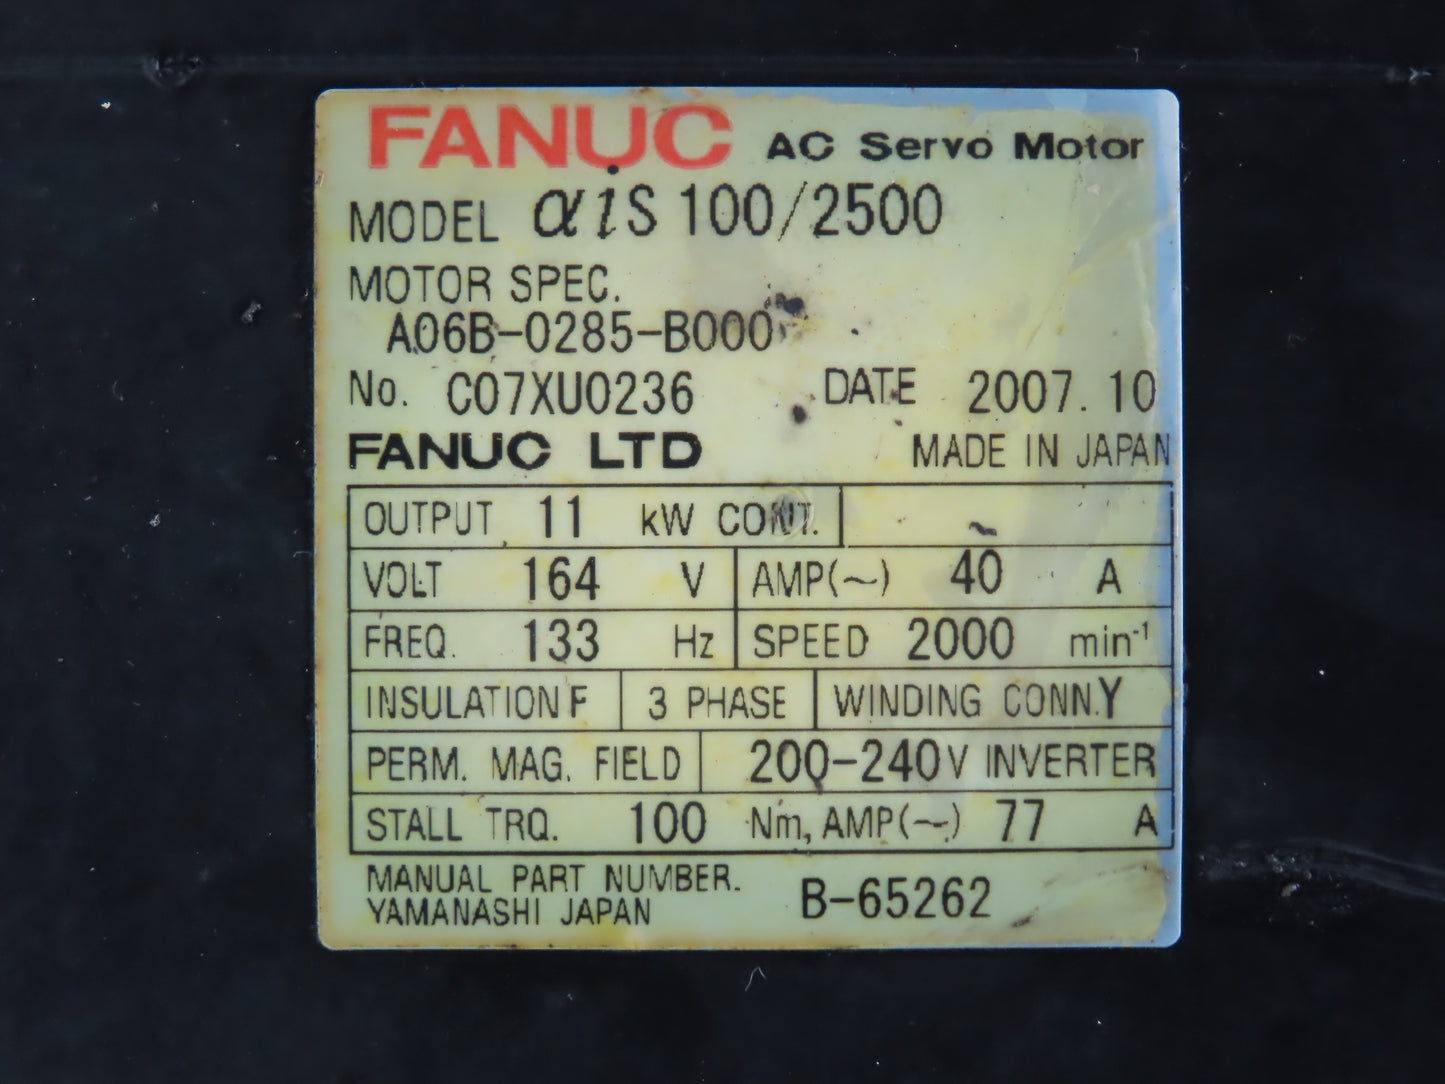 FANUC AC Servo Motor
MODEL αiS 100/2500
MOTOR SPEC.
A06B-0285-B000
No. C07XU0236 DATE 2007.10
FANUC LTD MADE IN JAPAN
OUTPUT 11 kW CONT.
VOLT 164 V AMP(~) 40 A
FREQ. 133 Hz SPEED 2000 min⁻¹
INSULATION F 3 PHASE WINDING CONN.Y
PERM. MAG. FIELD 200-240V INVERTER
STALL TRQ. 100 Nm, AMP(~) 77 A
MANUAL PART NUMBER. B-65262
YAMANASHI JAPAN